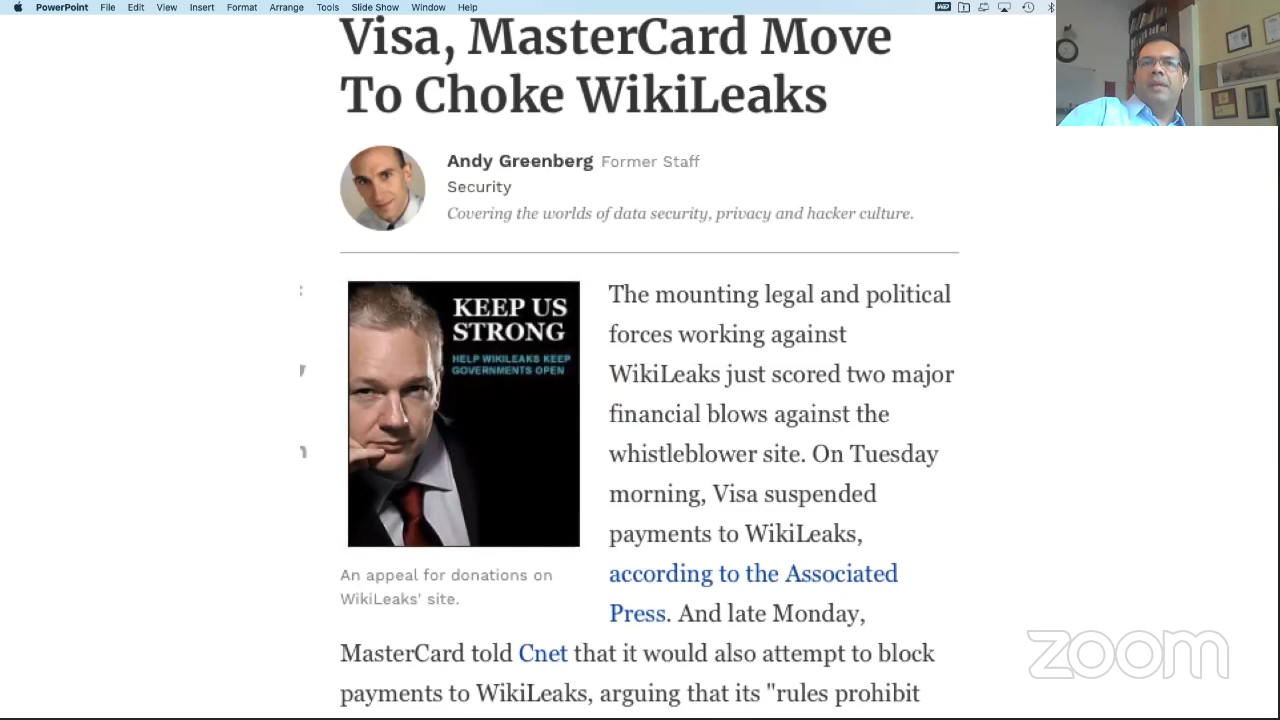 PowerPoint File Edit View Insert Format Arrange Tools Slide Show Window Help
Visa, MasterCard Move
To Choke WikiLeaks
Andy Greenberg Former Staff
Security
Covering the worlds of data security, privacy and hacker culture.
KEEP US
STRONG
HELP WIKILEAKS KEEP
GOVERNMENTS OPEN
An appeal for donations on
WikiLeaks' site.
The mounting legal and political
forces working against
WikiLeaks just scored two major
financial blows against the
whistleblower site. On Tuesday
morning, Visa suspended
payments to WikiLeaks,
according to the Associated
Press. And late Monday,
MasterCard told Cnet that it would also attempt to block
payments to WikiLeaks, arguing that its "rules prohibit
zoom